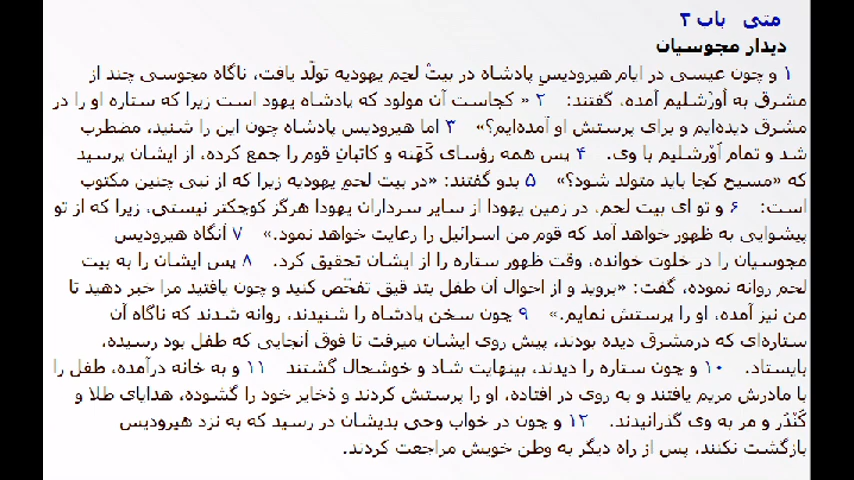 متی باب ۲
دیدار مجوسیان
۱ و چون عیسی در ایام هیرودیسِ پادشاه در بیتْ لحِم یهودیه تولّد یافت، ناگاه مجوسی چند از
مشرق به اُوْرشلیم آمده، گفتند: ۲ « کجاست آن مولود که پادشاه یهود است زیرا که ستاره او را در
مشرق دیده‌ایم و برای پرستش او آمده‌ایم؟» ۳ اما هیرودیس پادشاه چون این را شنید، مضطرب
شد و تمام اُوْرشلیم با وی. ۴ پس همه رؤسای کَهَنه و کاتبانِ قوم را جمع کرده، از ایشان پرسید
که «مسیح کجا باید متولد شود؟» ۵ بدو گفتند: «در بیت لحمِ یهودیه زیرا که از نبی چنین مکتوب
است: ۶ و تو ای بیت لحم، در زمین یهودا از سایر سرداران یهودا هرگز کوچکتر نیستی، زیرا که از تو
پیشوایی به ظهور خواهد آمد که قوم من اسرائیل را رعایت خواهد نمود.» ۷ آنگاه هیرودیس
مجوسیان را در خلوت خوانده، وقت ظهور ستاره را از ایشان تحقیق کرد. ۸ پس ایشان را به بیت
لحم روانه نموده، گفت: «بروید و از احوال آن طفل بتد قیق تفحّص کنید و چون یافتید مرا خبر دهید تا
من نیز آمده، او را پرستش نمایم.» ۹ چون سخن پادشاه را شنیدند، روانه شدند که ناگاه آن
ستاره‌ای که درمشرق دیده بودند، پیش روی ایشان میرفت تا فوق آنجایی که طفل بود رسیده،
بایستاد. ۱۰ و چون ستاره را دیدند، بینهایت شاد و خوشحال گشتند ۱۱ و به خانه درآمده، طفل را
با مادرش مریم یافتند و به روی در افتاده، او را پرستش کردند و ذخایر خود را گشوده، هدایای طلا و
کُنْدُر و مر به وی گذرانیدند. ۱۲ و چون در خواب وحی بدیشان در رسید که به نزد هیرودیس
بازگشت نکنند، پس از راه دیگر به وطن خویش مراجعت کردند.